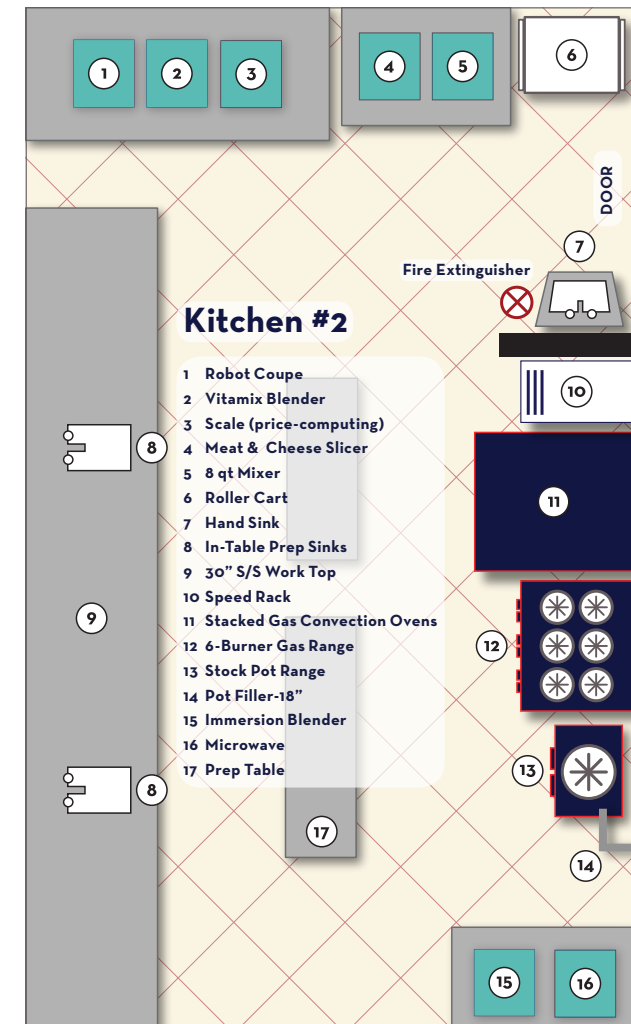 1
2
3
4
5
6
DOOR
7
Fire Extinguisher
Kitchen #2
1 Robot Coupe
2 Vitamix Blender
3 Scale (price-computing)
4 Meat & Cheese Slicer
5 8 qt Mixer
6 Roller Cart
7 Hand Sink
8 In-Table Prep Sinks
9 30” S/S Work Top
10 Speed Rack
11 Stacked Gas Convection Ovens
12 6-Burner Gas Range
13 Stock Pot Range
14 Pot Filler-18”
15 Immersion Blender
16 Microwave
17 Prep Table
10
8
11
9
12
13
8
17
14
15
16